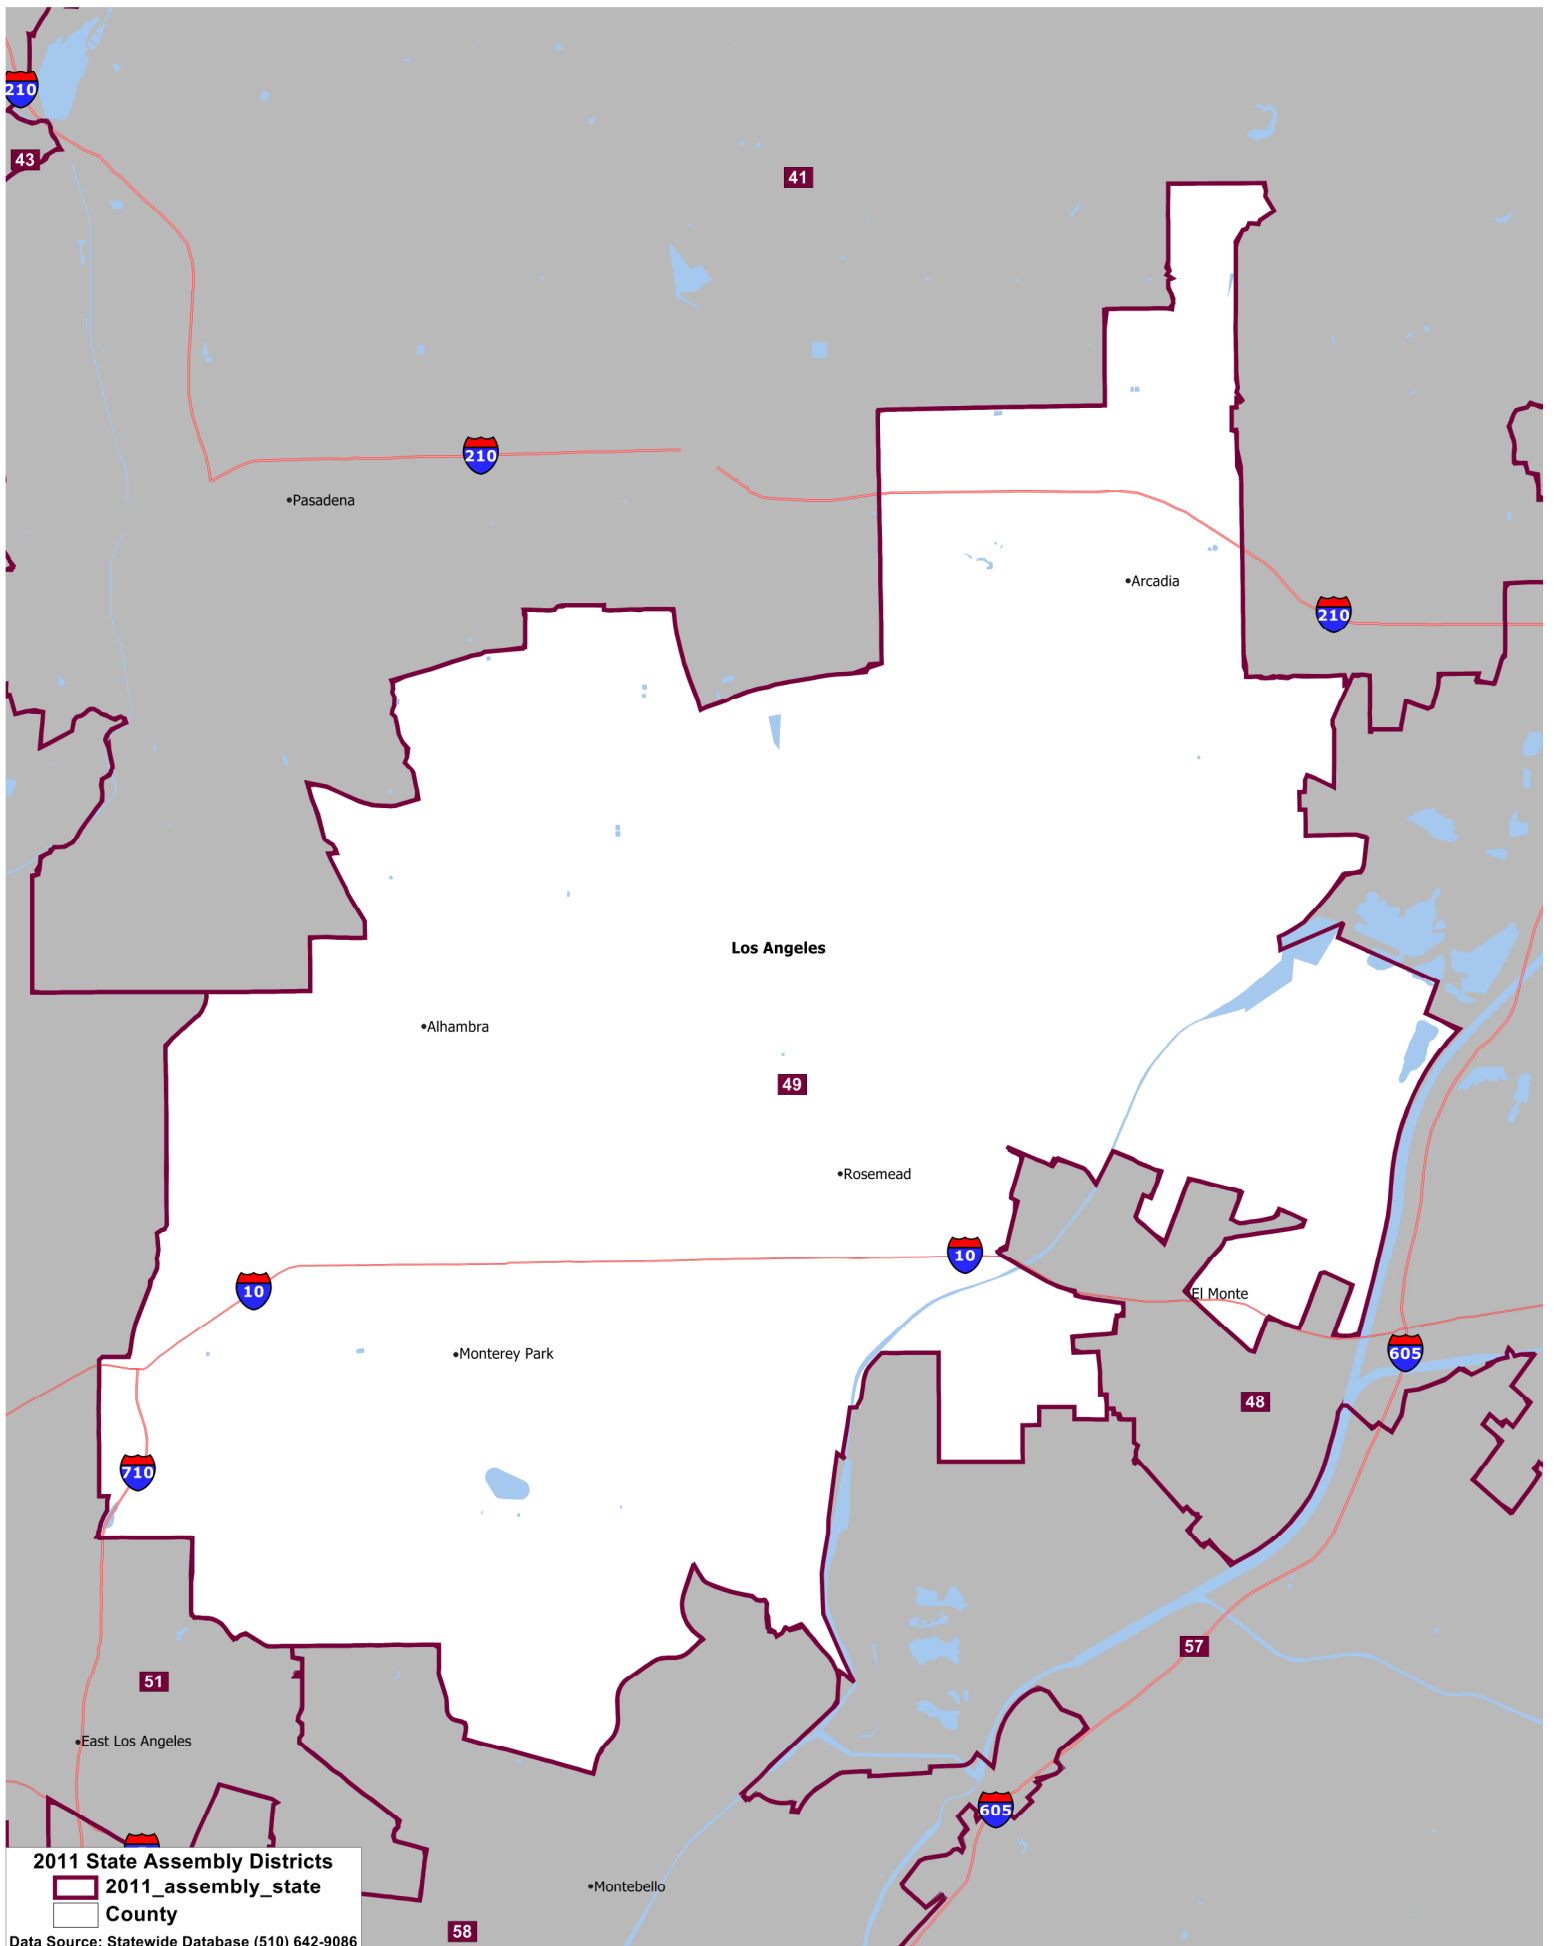 210
43
41
210
Pasadena
Arcadia
210
Los Angeles
Alhambra
49
Rosemead
10
10
El Monte
Monterey Park
605
48
710
57
51
East Los Angeles
605
2011 State Assembly Districts
2011_assembly_state
County
Data Source: Statewide Database (510) 642-9086
Montebello
58